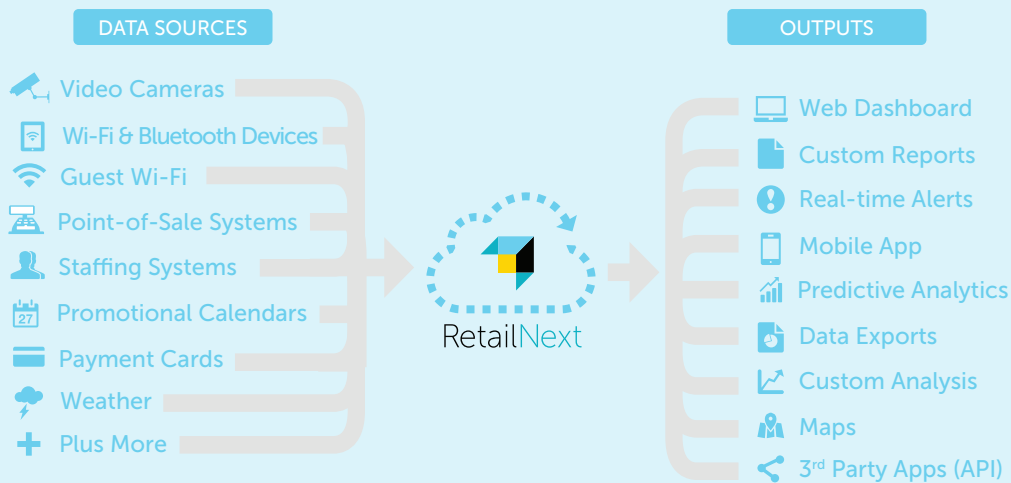 DATA SOURCES
Video Cameras
Wi-Fi & Bluetooth Devices
Guest Wi-Fi
Point-of-Sale Systems
Staffing Systems
27
Promotional Calendars
Payment Cards
Weather
Plus More
RetailNext
OUTPUTS
Web Dashboard
Custom Reports
Real-time Alerts
Mobile App
Predictive Analytics
Data Exports
Custom Analysis
Maps
3rd Party Apps (API)